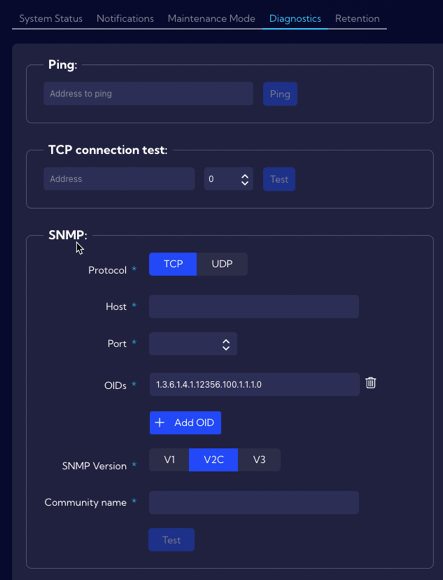 System Status Notifications Maintenance Mode Diagnostics Retention
Ping:
Address to ping Ping
TCP connection test:
Address 0 Test
SNMP:
Protocol * TCP UDP
Host *
Port *
OIDs * 1.3.6.1.4.1.12356.100.1.1.1.0
+ Add OID
SNMP Version * V1 V2C V3
Community name *
Test